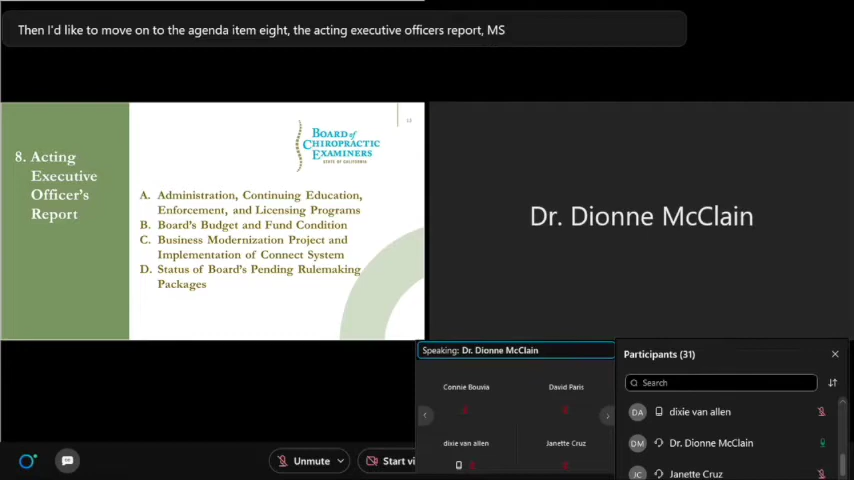 Then I'd like to move on to the agenda item eight, the acting executive officers report, MS
8. Acting
Executive
Officer's
Report
13
BOARD of
CHIROPRACTIC
EXAMINERS
STATE OF CALIFORNIA
A. Administration, Continuing Education,
Enforcement, and Licensing Programs
B. Board's Budget and Fund Condition
C. Business Modernization Project and
Implementation of Connect System
D. Status of Board's Pending Rulemaking
Packages
Dr. Dionne McClain
Speaking: Dr. Dionne McClain
Connie Bouvia
David Paris
dixie van allen
Janette Cruz
Participants (31)
Search
DA
dixie van allen
DM
Dr. Dionne McClain
JC
Janette Cruz
Unmute
Start vi